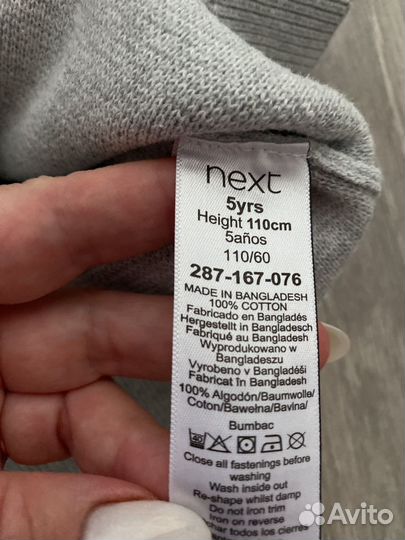 next
5yrs
Height 110cm
5años
110/60
287-167-076
MADE IN BANGLADESH
100% COTTON
Fabricado en Bangladés
Hergestellt in Bangladesch
Fabriqué au Bangladesh
Wyprodukowano w
Bangladeszu
Vyrobeno v Bangladéši
Fabricat în Bangladesh
100% Algodón/Baumwolle/
Coton/Bawełna/Bavlna/
Bumbac
40
Close all fastenings before
washing
Wash inside out
Re-shape whilst damp
Do not iron trim
Iron on reverse
from other
Avito